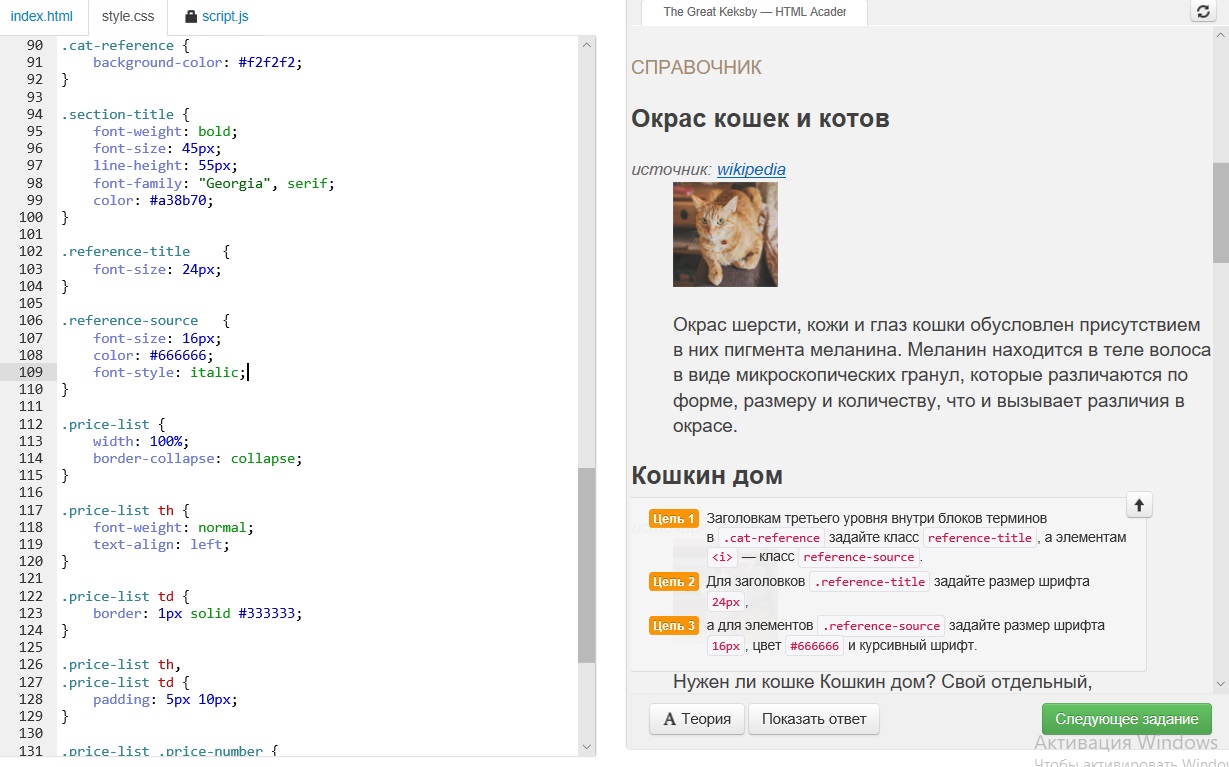 index.html style.css script.js
90 .cat-reference {
91 background-color: #f2f2f2;
92 }
93
94 .section-title {
95 font-weight: bold;
96 font-size: 45px;
97 line-height: 55px;
98 font-family: "Georgia", serif;
99 color: #a38b70;
100 }
101
102 .reference-title {
103 font-size: 24px;
104 }
105
106 .reference-source {
107 font-size: 16px;
108 color: #666666;
109 font-style: italic;
110 }
111
112 .price-list {
113 width: 100%;
114 border-collapse: collapse;
115 }
116
117 .price-list th {
118 font-weight: normal;
119 text-align: left;
120 }
121
122 .price-list td {
123 border: 1px solid #333333;
124 }
125
126 .price-list th,
127 .price-list td {
128 padding: 5px 10px;
129 }
130
131 .price-list .price-number {
The Great Keksby — HTML Acader
СПРАВОЧНИК
Окрас кошек и котов
источник: wikipedia
Окрас шерсти, кожи и глаз кошки обусловлен присутствием
в них пигмента меланина. Меланин находится в теле волоса
в виде микроскопических гранул, которые различаются по
форме, размеру и количеству, что и вызывает различия в
окрасе.
Кошкин дом
Цель 1 Заголовкам третьего уровня внутри блоков терминов
в .cat-reference задайте класс reference-title, а элементам
<i> — класс reference-source.
Цель 2 Для заголовков .reference-title задайте размер шрифта
24px,
Цель 3 а для элементов .reference-source задайте размер шрифта
16px, цвет #666666 и курсивный шрифт.
Нужен ли кошке Кошкин дом? Свой отдельный,
Теория Показать ответ Следующее задание
Активация Windows
Чтобы активировать Windo